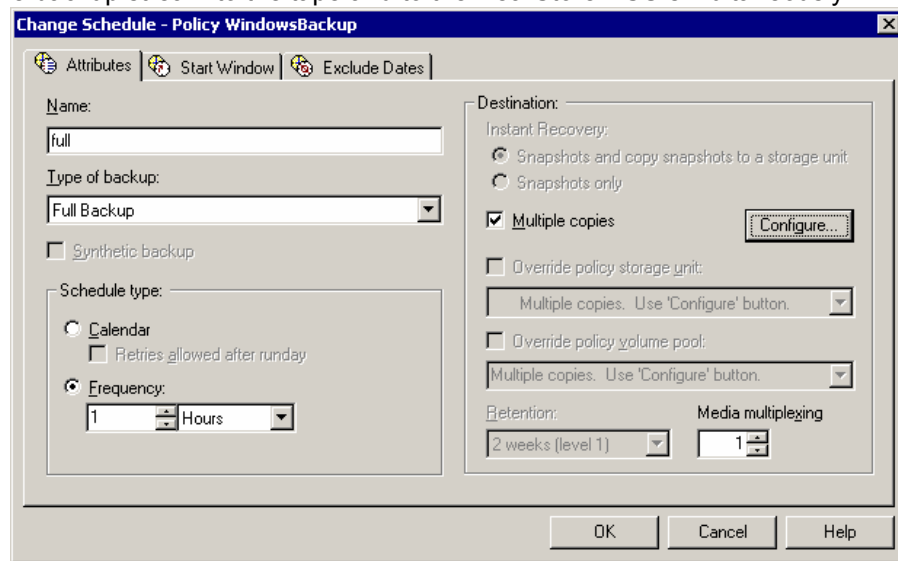 Change Schedule - Policy WindowsBackup
Attributes Start Window Exclude Dates
Name:
full
Type of backup:
Full Backup
Synthetic backup
Schedule type:
Calendar
Retries allowed after runday
Frequency:
1 Hours
Destination:
Instant Recovery:
Snapshots and copy snapshots to a storage unit
Snapshots only
Multiple copies Configure...
Override policy storage unit:
Multiple copies. Use 'Configure' button.
Override policy volume pool:
Multiple copies. Use 'Configure' button.
Retention: Media multiplexing
2 weeks (level 1) 1
OK Cancel Help